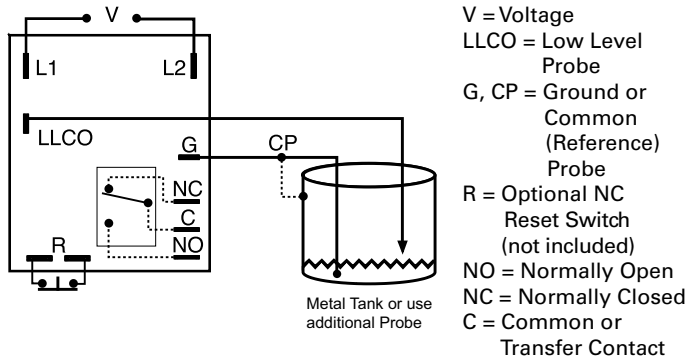 V
L1
L2
LLCO
G
CP
NC
C
NO
R
Metal Tank or use
additional Probe
V = Voltage
LLCO = Low Level
Probe
G, CP = Ground or
Common
(Reference)
Probe
R = Optional NC
Reset Switch
(not included)
NO = Normally Open
NC = Normally Closed
C = Common or
Transfer Contact